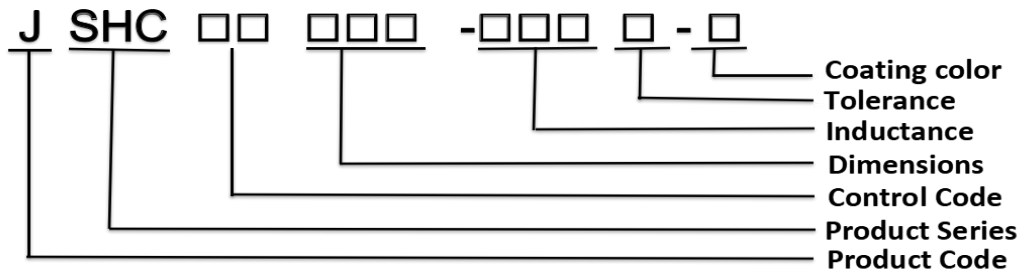 J SHC □□ □□□ -□□□ □ -□
Coating color
Tolerance
Inductance
Dimensions
Control Code
Product Series
Product Code